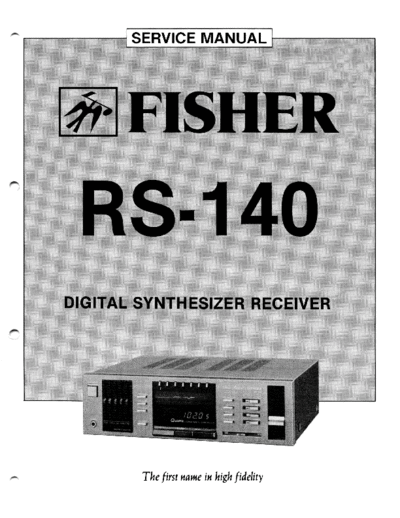 SERVICE MANUAL
FISHER
RS-140
DIGITAL SYNTHESIZER RECEIVER
The first name in high fidelity